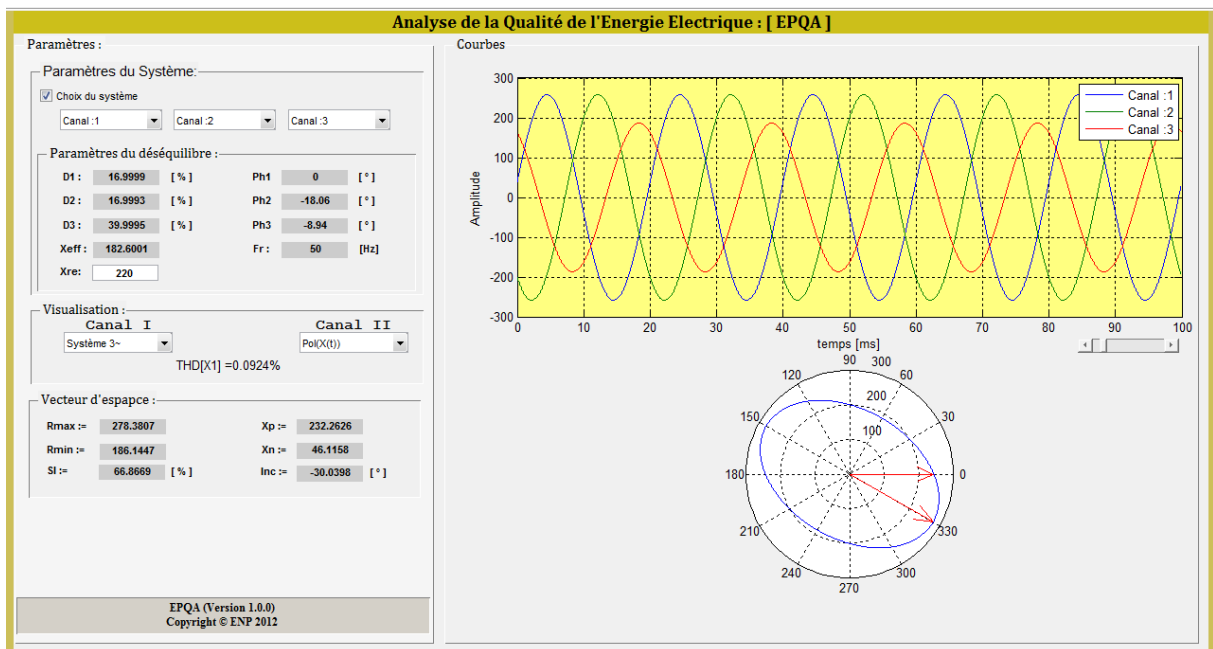 Analyse de la Qualité de l'Energie Electrique : [ EPQA ]
Paramètres :
Paramètres du Système:
Choix du système
Canal :1 Canal :2 Canal :3
Paramètres du déséquilibre :
D1 : 16.9999 [ % ] Ph1 0 [ ° ]
D2 : 16.9993 [ % ] Ph2 -18.06 [ ° ]
D3 : 39.9995 [ % ] Ph3 -8.94 [ ° ]
Xeff : 182.6001 Fr : 50 [Hz]
Xre: 220
Visualisation :
Canal I Canal II
Système 3~ Pol(X(t))
THD[X1] =0.0924%
Vecteur d'espapce :
Rmax := 278.3807 Xp := 232.2626
Rmin := 186.1447 Xn := 46.1158
SI := 66.8669 [ % ] Inc := -30.0398 [ ° ]
EPQA (Version 1.0.0)
Copyright © ENP 2012
Courbes
300
200
100
0
-100
-200
-300
Amplitude
0 10 20 30 40 50 60 70 80 90 100
temps [ms]
Canal :1
Canal :2
Canal :3
90 300
120 60
200
150 30
100
180 0
210 330
240 300
270